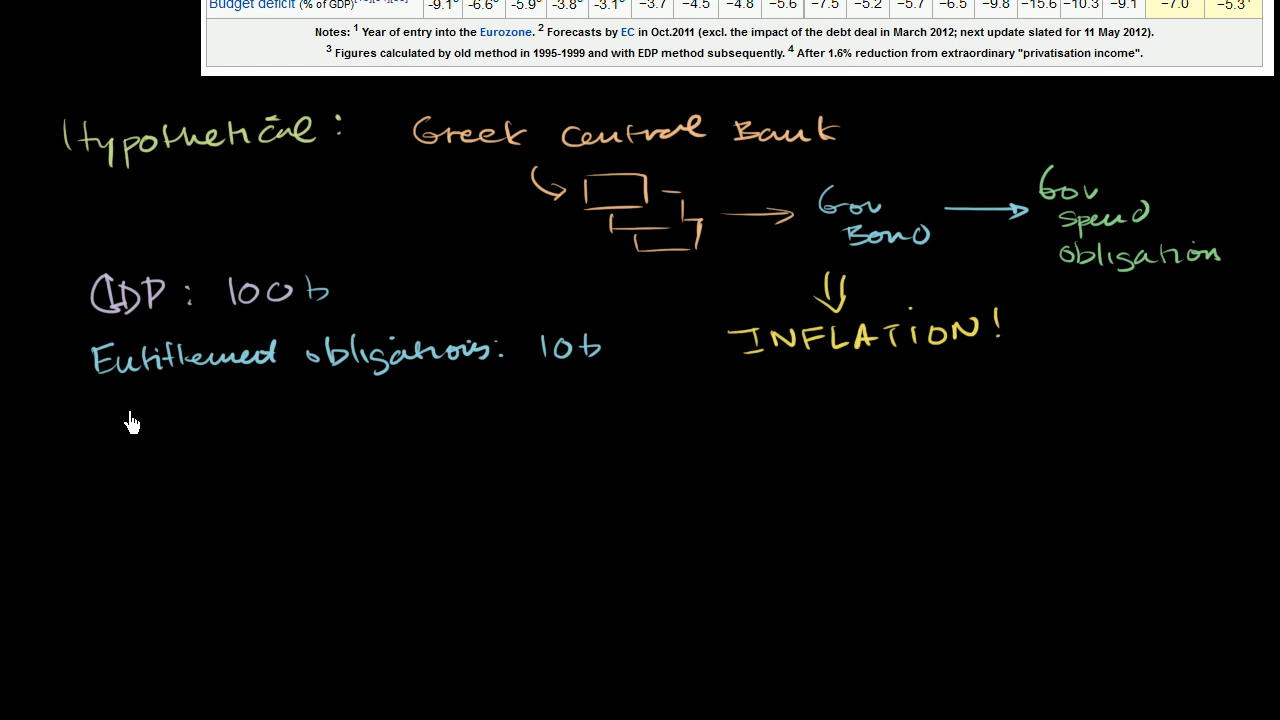 Budget deficit (% of GDP) -9.1 -6.6 -5.9 -3.8 -3.1 −3.7 −4.5 −4.8 −5.6 −7.5 −5.2 −5.7 −6.5 −9.8 −15.6 −10.3 −9.1 −7.0 −5.3
Notes: 1 Year of entry into the Eurozone. 2 Forecasts by EC in Oct.2011 (excl. the impact of the debt deal in March 2012; next update slated for 11 May 2012).
3 Figures calculated by old method in 1995-1999 and with EDP method subsequently. 4 After 1.6% reduction from extraordinary "privatisation income".
Hypothetical: Greek Central Bank
Gov
Bond
Gov
Spend
obligation
GDP: 100b
Entitlement obligations: 10b
INFLATION!